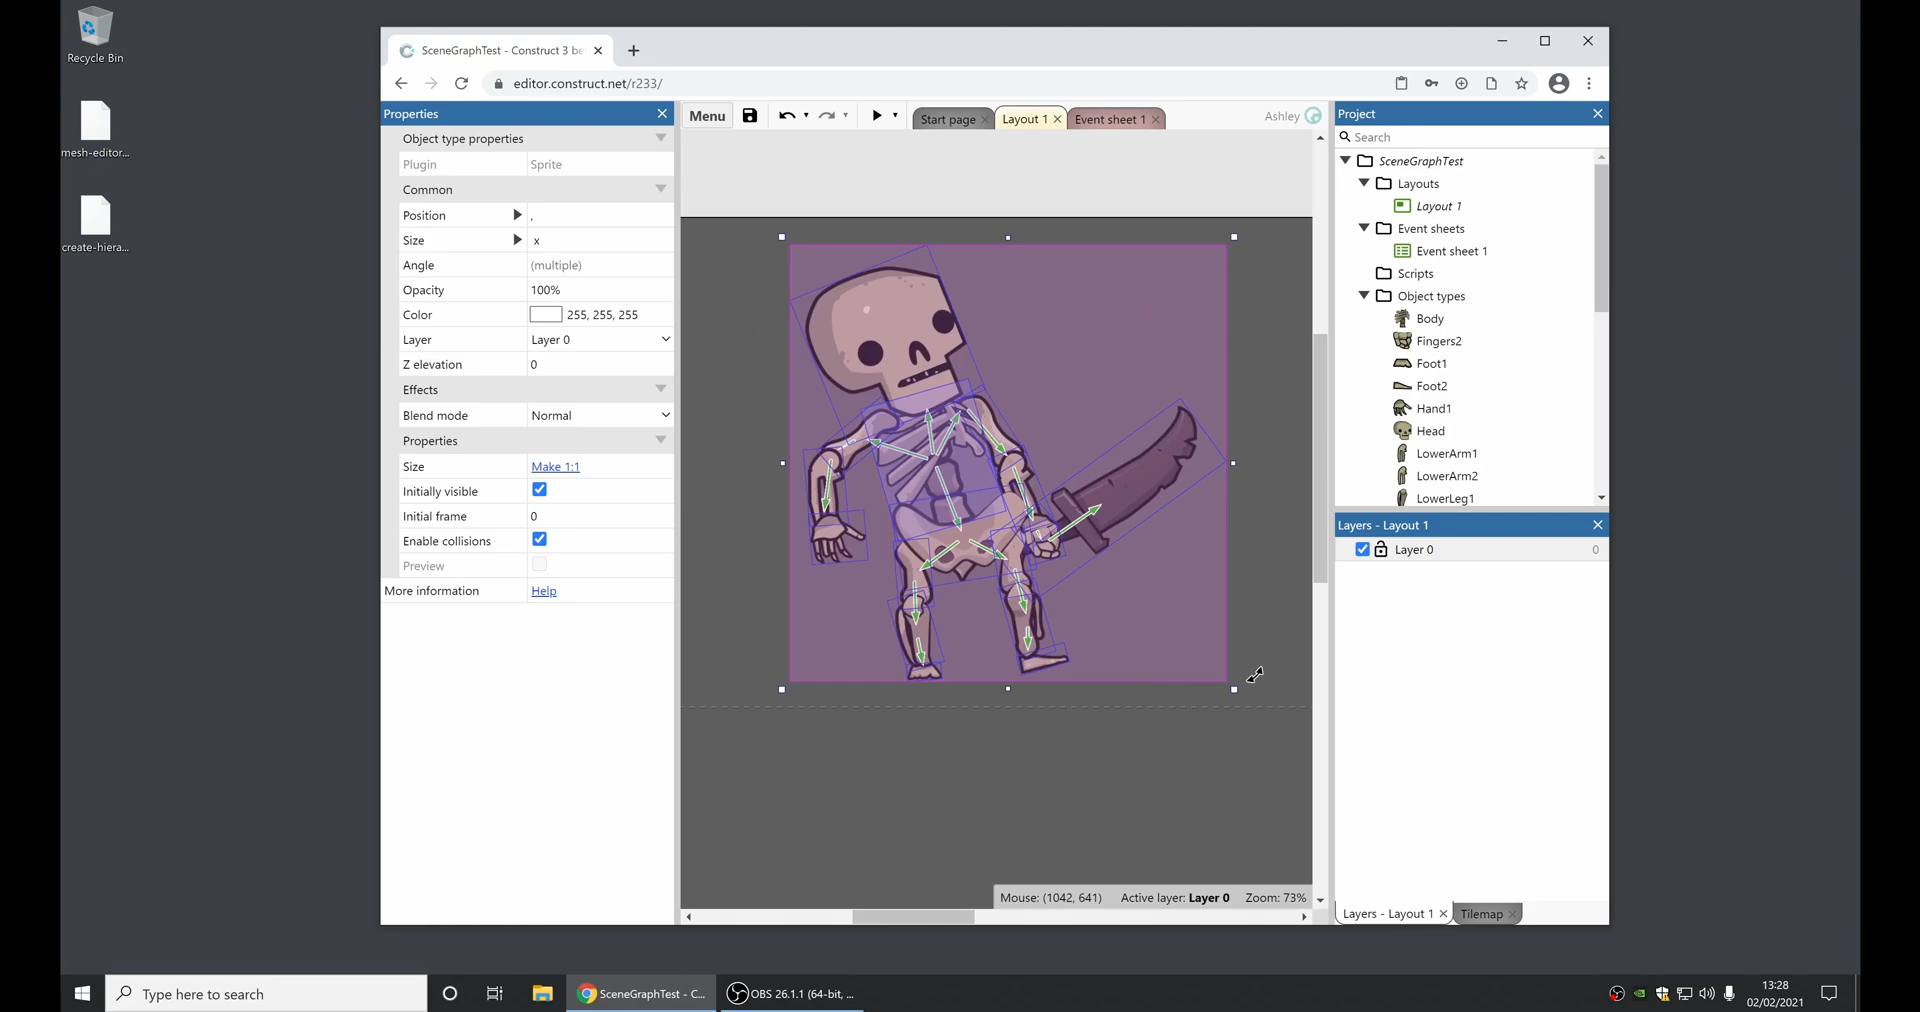 Recycle Bin
mesh-editor...
create-hiera...
SceneGraphTest - Construct 3 be
editor.construct.net/r233/
Properties
Object type properties
Plugin Sprite
Common
Position ,
Size x
Angle (multiple)
Opacity 100%
Color 255, 255, 255
Layer Layer 0
Z elevation 0
Effects
Blend mode Normal
Properties
Size Make 1:1
Initially visible
Initial frame 0
Enable collisions
Preview
More information Help
Menu
Start page
Layout 1
Event sheet 1
Ashley
Mouse: (1042, 641) Active layer: Layer 0 Zoom: 73%
Project
Search
SceneGraphTest
Layouts
Layout 1
Event sheets
Event sheet 1
Scripts
Object types
Body
Fingers2
Foot1
Foot2
Hand1
Head
LowerArm1
LowerArm2
LowerLeg1
Layers - Layout 1
Layer 0 0
Layers - Layout 1
Tilemap
Type here to search
SceneGraphTest - C...
OBS 26.1.1 (64-bit, ...
13:28
02/02/2021